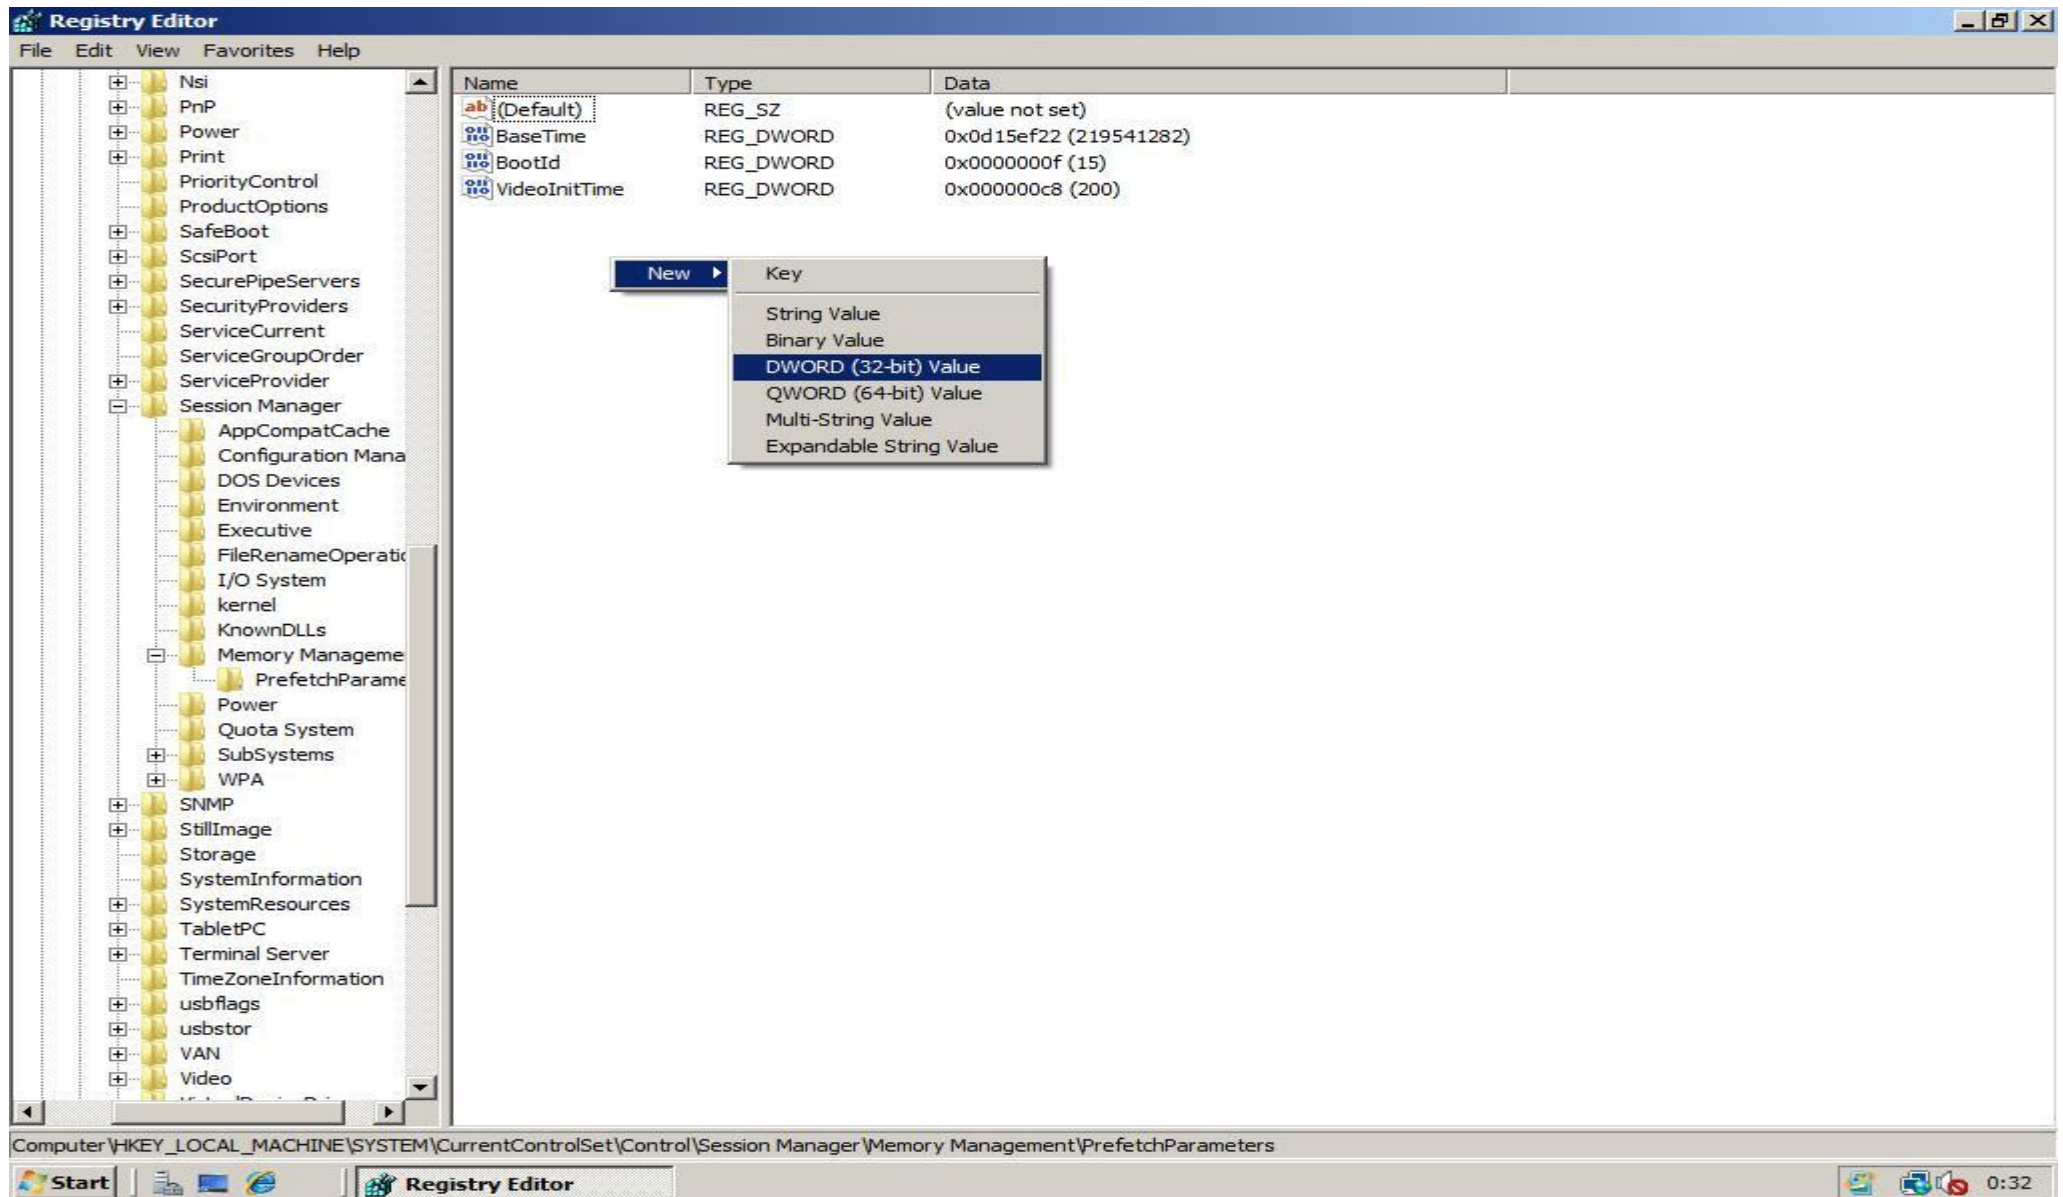 Registry Editor
File Edit View Favorites Help
Nsi
PnP
Power
Print
PriorityControl
ProductOptions
SafeBoot
ScsiPort
SecurePipeServers
SecurityProviders
ServiceCurrent
ServiceGroupOrder
ServiceProvider
Session Manager
AppCompatCache
Configuration Mana
DOS Devices
Environment
Executive
FileRenameOperatio
I/O System
kernel
KnownDLLs
Memory Manageme
PrefetchParame
Power
Quota System
SubSystems
WPA
SNMP
StillImage
Storage
SystemInformation
SystemResources
TabletPC
Terminal Server
TimeZoneInformation
usbflags
usbstor
VAN
Video
Name Type Data
(Default) REG_SZ (value not set)
BaseTime REG_DWORD 0x0d15ef22 (219541282)
BootId REG_DWORD 0x0000000f (15)
VideoInitTime REG_DWORD 0x000000c8 (200)
New
Key
String Value
Binary Value
DWORD (32-bit) Value
QWORD (64-bit) Value
Multi-String Value
Expandable String Value
Computer\HKEY_LOCAL_MACHINE\SYSTEM\CurrentControlSet\Control\Session Manager\Memory Management\PrefetchParameters
Start Registry Editor 0:32